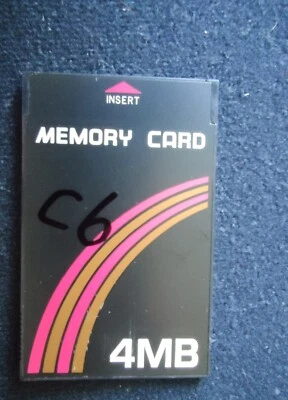 INSERT
MEMORY CARD
C6
4MB